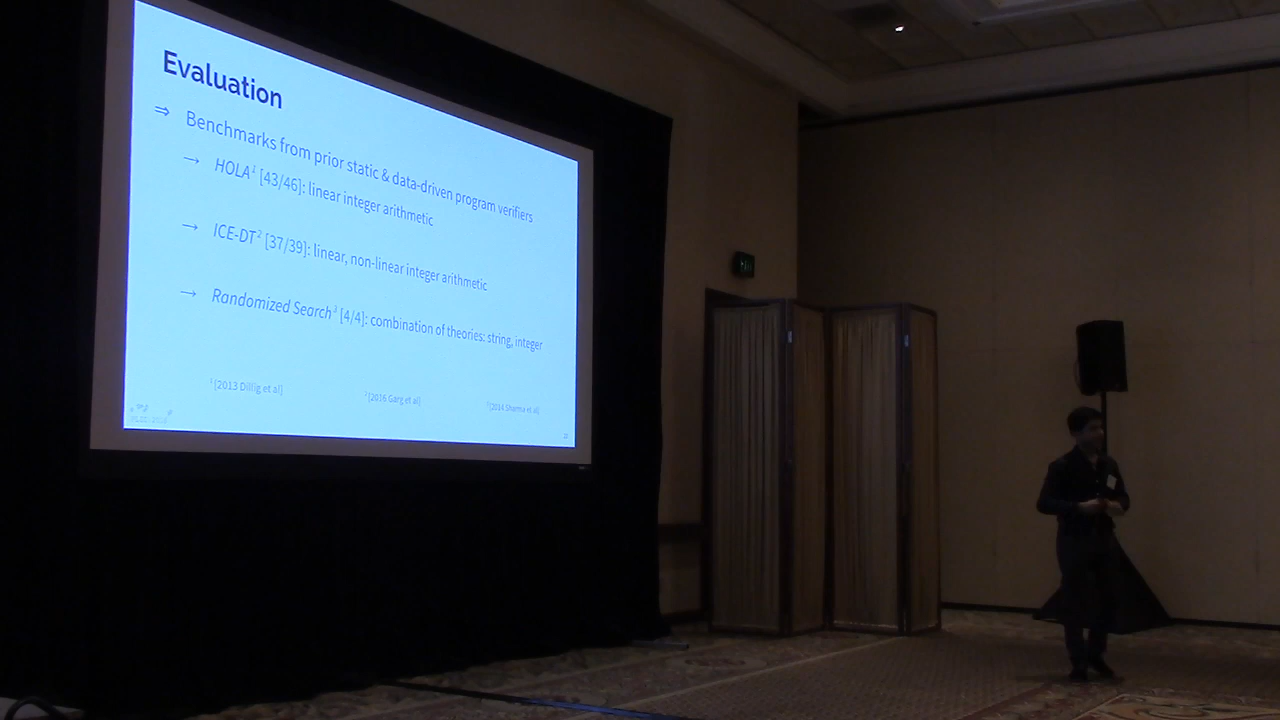 Evaluation
⇒ Benchmarks from prior static & data-driven program verifiers
→ HOLA¹ [43/46]: linear integer arithmetic
→ ICE-DT² [37/39]: linear, non-linear integer arithmetic
→ Randomized Search³ [4/4]: combination of theories: string, integer
¹[2013 Dillig et al] ²[2016 Garg et al] ³[2014 Sharma et al]